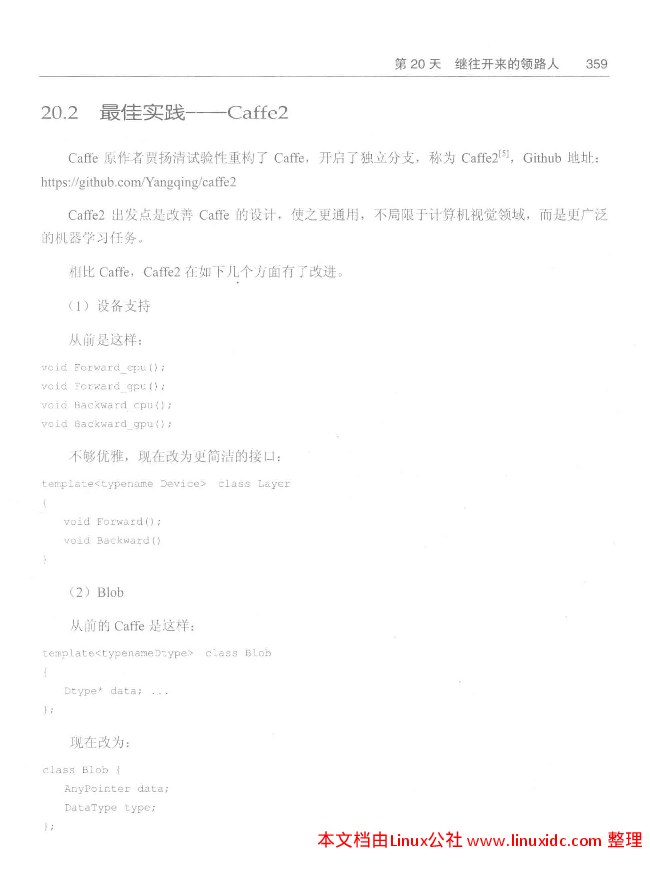 第 20 天 继往开来的领路人 359
20.2 最佳实践——Caffe2
Caffe 原作者贾扬清试验性重构了 Caffe，开启了独立分支，称为 Caffe2[5]，Github 地址：
https://github.com/Yangqing/caffe2
Caffe2 出发点是改善 Caffe 的设计，使之更通用，不局限于计算机视觉领域，而是更广泛
的机器学习任务。
相比 Caffe，Caffe2 在如下几个方面有了改进。
（1）设备支持
从前是这样：
void Forward_cpu();
void Forward_gpu();
void Backward_cpu();
void Backward_gpu();
不够优雅，现在改为更简洁的接口：
template<typename Device> class Layer
{
void Forward();
void Backward()
}
（2）Blob
从前的 Caffe 是这样：
template<typenameDtype> class Blob
{
Dtype* data; ...
};
现在改为：
class Blob {
AnyPointer data;
DataType type;
};
本文档由Linux公社 www.linuxidc.com 整理